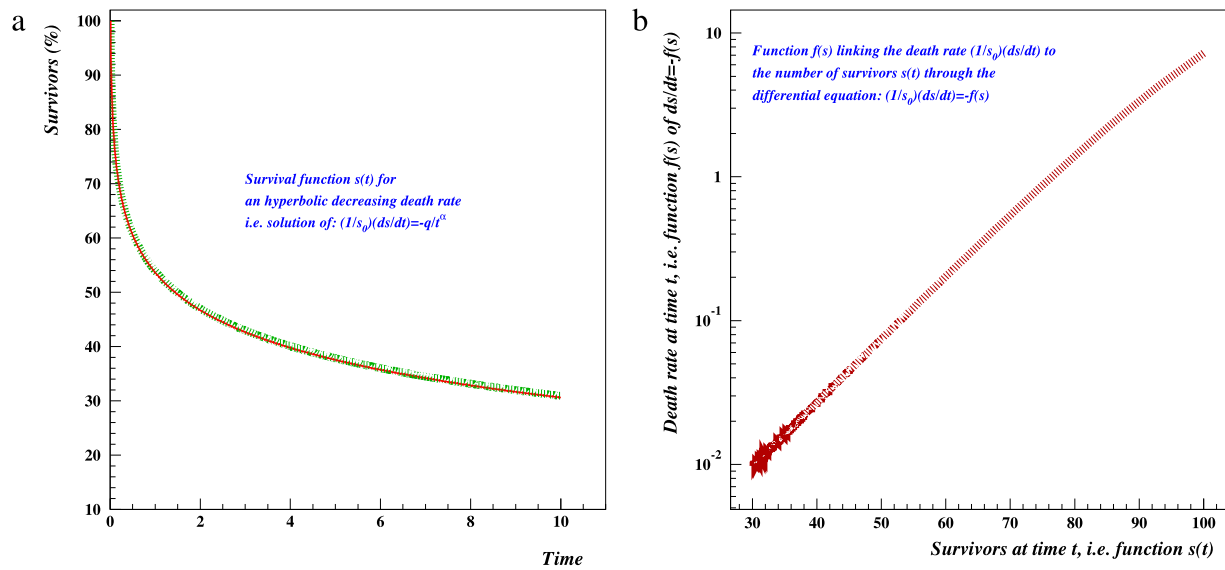 a
Survivors (%)
100
90
80
70
60
50
40
30
20
10
Survival function s(t) for
an hyperbolic decreasing death rate
i.e. solution of: (1/s₀)(ds/dt)=-q/t^α
0
2
4
6
8
10
Time
b
Death rate at time t, i.e. function f(s) of ds/dt=-f(s)
10
1
10⁻¹
10⁻²
Function f(s) linking the death rate (1/s₀)(ds/dt) to
the number of survivors s(t) through the
differential equation: (1/s₀)(ds/dt)=-f(s)
30
40
50
60
70
80
90
100
Survivors at time t, i.e. function s(t)